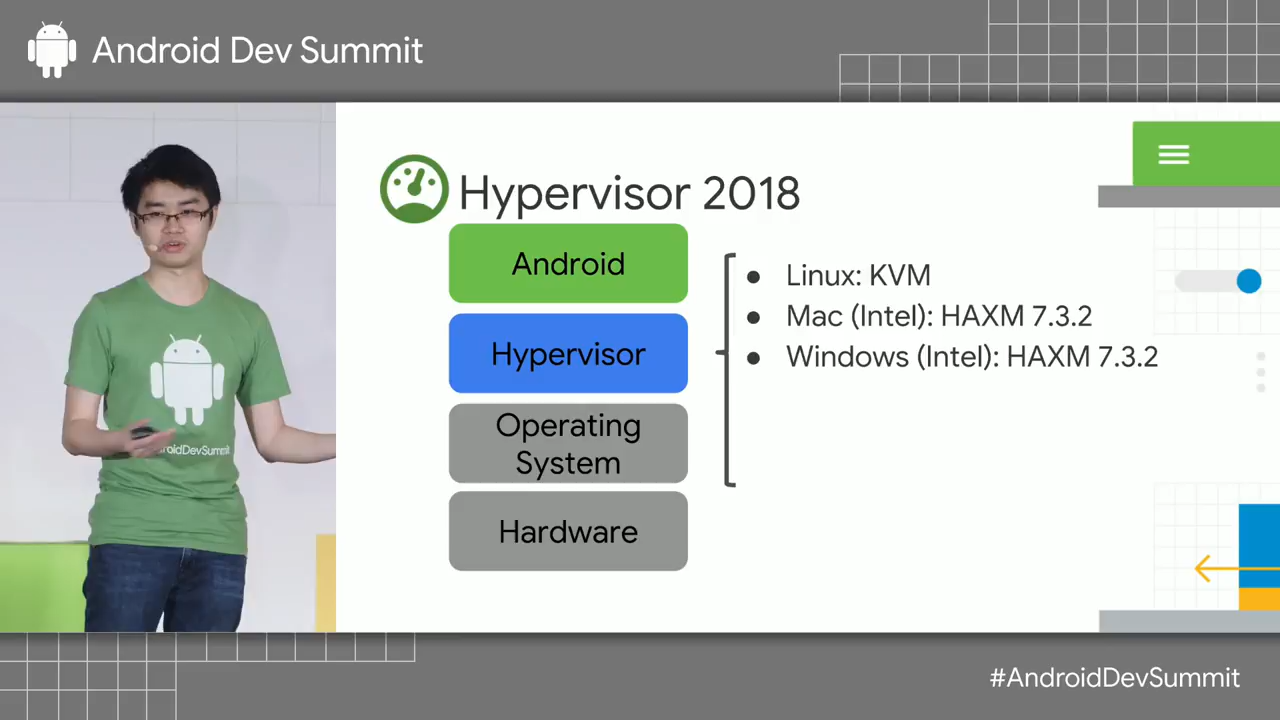 Android Dev Summit
Hypervisor 2018
Android
Hypervisor
Operating
System
Hardware
● Linux: KVM
● Mac (Intel): HAXM 7.3.2
● Windows (Intel): HAXM 7.3.2
roidDevSummit
#AndroidDevSummit